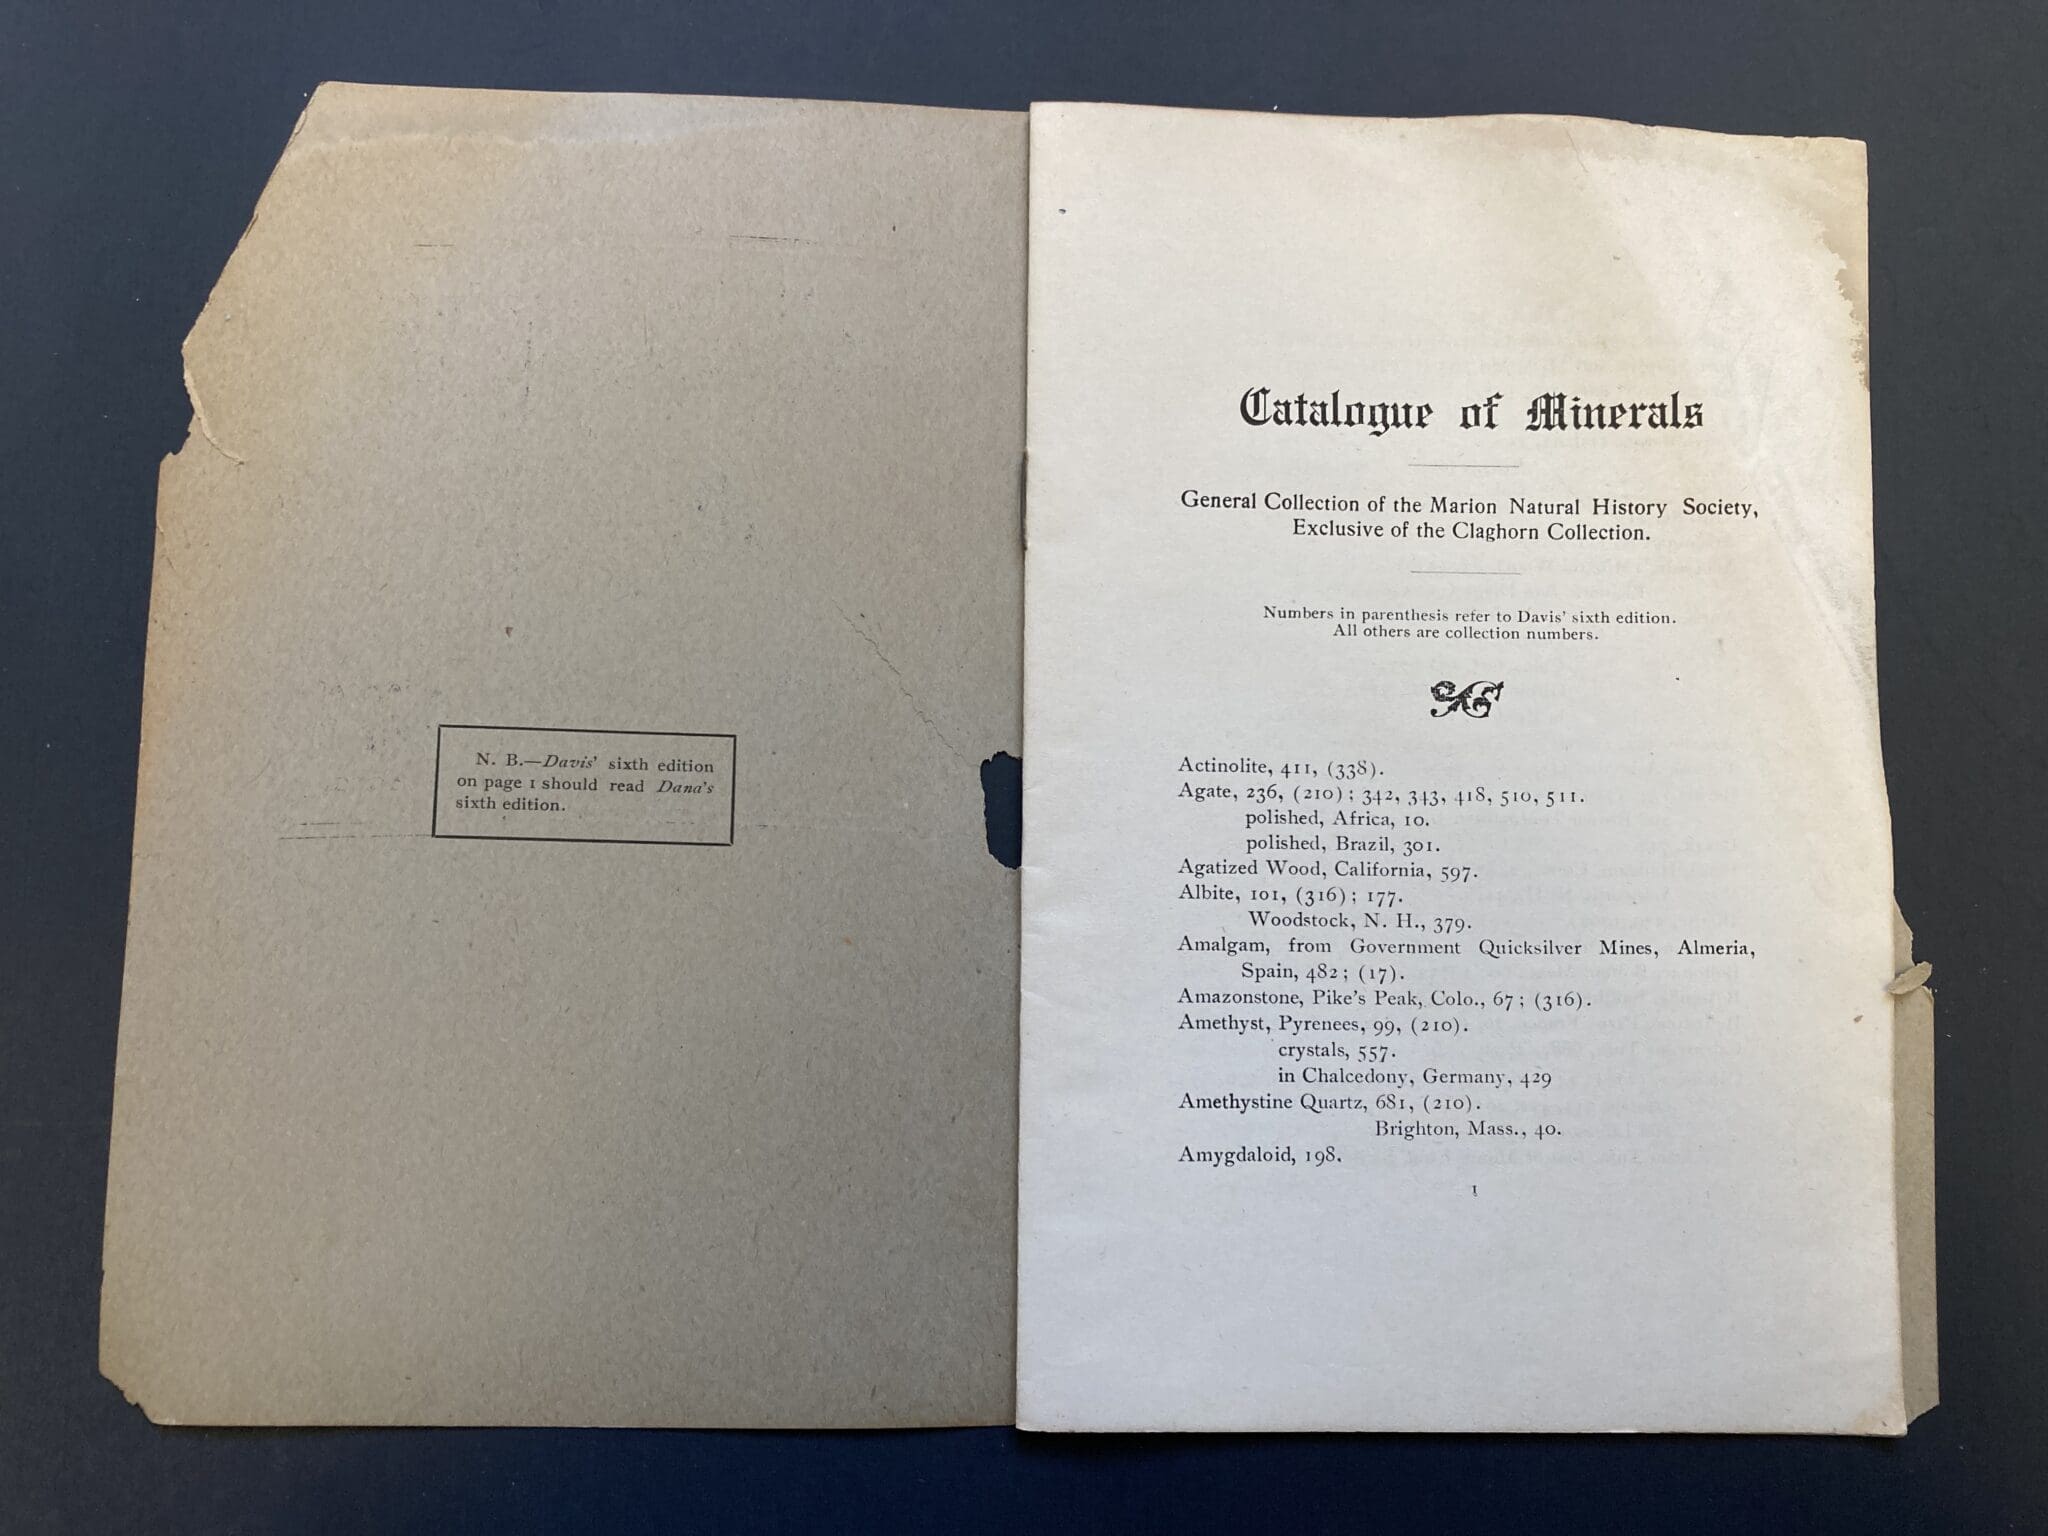 N. B.—Davis' sixth edition
on page 1 should read Dana's
sixth edition.
Catalogue of Minerals
General Collection of the Marion Natural History Society,
Exclusive of the Claghorn Collection.
Numbers in parenthesis refer to Davis' sixth edition.
All others are collection numbers.
Actinolite, 411, (338).
Agate, 236, (210); 342, 343, 418, 510, 511.
polished, Africa, 10.
polished, Brazil, 301.
Agatized Wood, California, 597.
Albite, 101, (316); 177.
Woodstock, N. H., 379.
Amalgam, from Government Quicksilver Mines, Almeria,
Spain, 482; (17).
Amazonstone, Pike's Peak, Colo., 67; (316).
Amethyst, Pyrenees, 99, (210).
crystals, 557.
in Chalcedony, Germany, 429
Amethystine Quartz, 681, (210).
Brighton, Mass., 40.
Amygdaloid, 198.
1